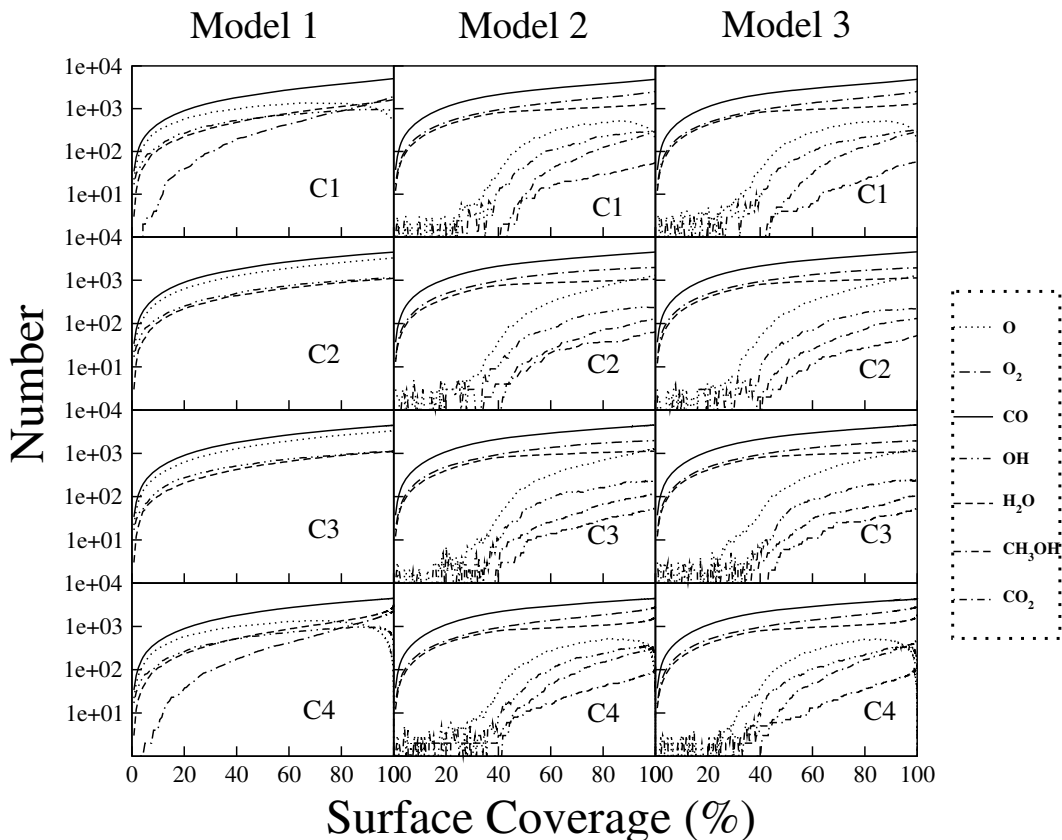 Model 1 Model 2 Model 3
1e+04
1e+03
1e+02
1e+01
C1 C1 C1
1e+04
1e+03
1e+02
1e+01
C2 C2 C2
1e+04
1e+03
1e+02
1e+01
C3 C3 C3
1e+04
1e+03
1e+02
1e+01
C4 C4 C4
0 20 40 60 80 100 20 40 60 80 100 20 40 60 80 100
Surface Coverage (%)
Number
O
O₂
CO
OH
H₂O
CH₃OH
CO₂